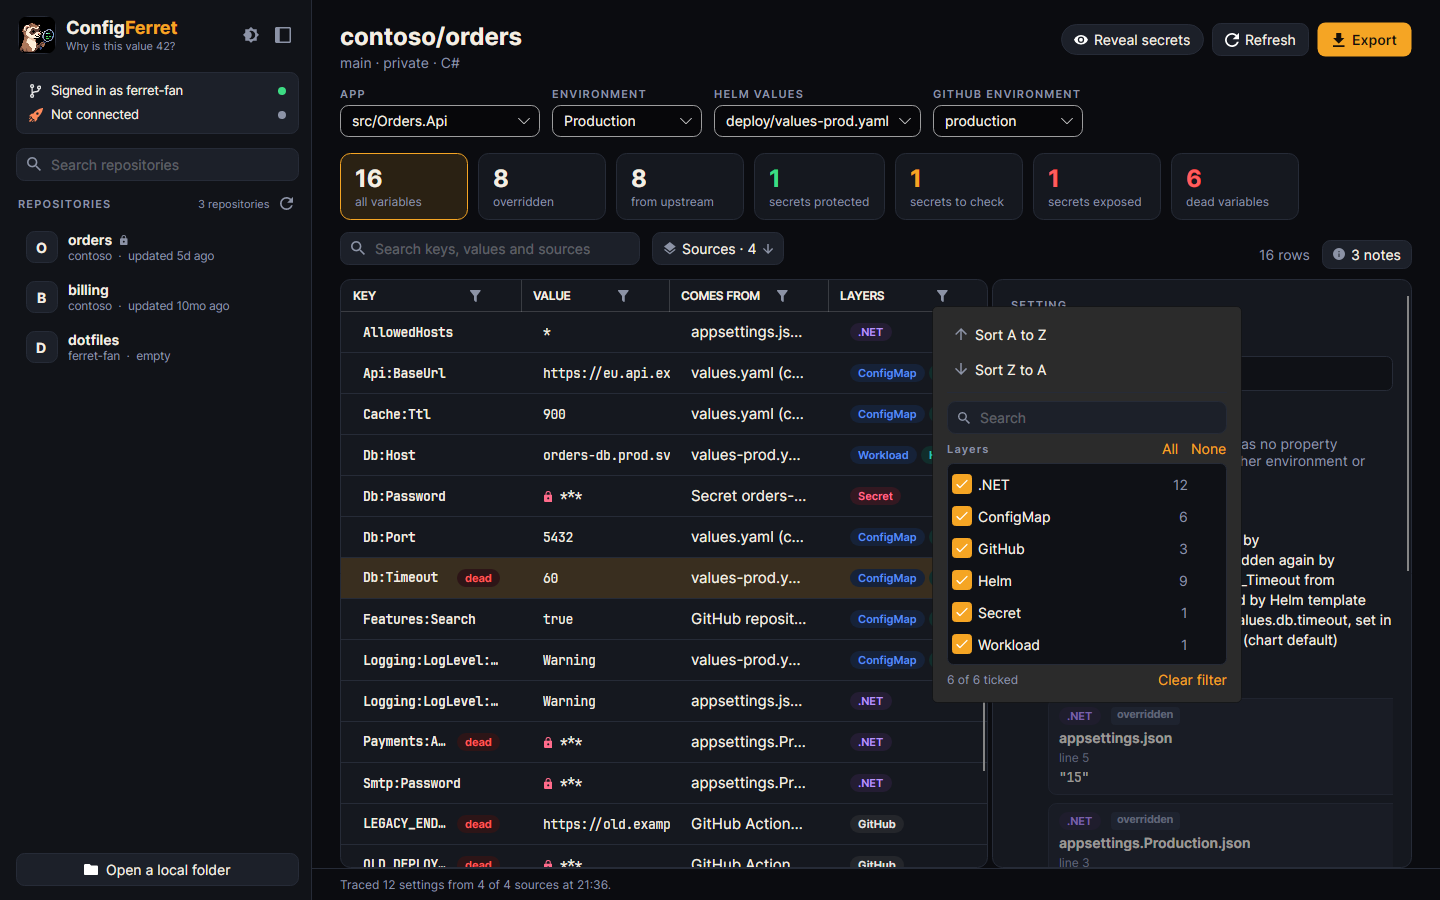 ConfigFerret
Why is this value 42?
Signed in as ferret-fan
Not connected
Search repositories
REPOSITORIES
3 repositories
O
orders
contoso · updated 5d ago
B
billing
contoso · updated 10mo ago
D
dotfiles
ferret-fan · empty
Open a local folder
contoso/orders
main · private · C#
Reveal secrets
Refresh
Export
APP
ENVIRONMENT
HELM VALUES
GITHUB ENVIRONMENT
src/Orders.Api
Production
deploy/values-prod.yaml
production
16
all variables
8
overridden
8
from upstream
1
secrets protected
1
secrets to check
1
secrets exposed
6
dead variables
Search keys, values and sources
Sources · 4
16 rows
3 notes
KEY
VALUE
COMES FROM
LAYERS
AllowedHosts
*
appsettings.js...
.NET
Api:BaseUrl
https://eu.api.ex
values.yaml (c...
ConfigMap
Cache:Ttl
900
values.yaml (c...
ConfigMap
Db:Host
orders-db.prod.sv
values-prod.y...
Workload
Db:Password
***
Secret orders-...
Secret
Db:Port
5432
values.yaml (c...
ConfigMap
Db:Timeout
dead
60
values-prod.y...
ConfigMap
Features:Search
true
GitHub reposit...
ConfigMap
Logging:LogLevel:...
Warning
values-prod.y...
ConfigMap
Logging:LogLevel:...
Warning
appsettings.js...
.NET
Payments:A...
dead
***
appsettings.Pr...
.NET
Smtp:Password
***
appsettings.Pr...
.NET
LEGACY_END...
dead
https://old.examp
GitHub Action...
GitHub
OLD_DEPLOY...
dead
***
GitHub Action...
GitHub
SETTING
Sort A to Z
Sort Z to A
Search
Layers
All
None
.NET
12
ConfigMap
6
GitHub
3
Helm
9
Secret
1
Workload
1
6 of 6 ticked
Clear filter
as no property
her environment or
by
dden again by
_Timeout from
d by Helm template
alues.db.timeout, set in
(chart default)
.NET
overridden
appsettings.json
line 5
"15"
.NET
overridden
appsettings.Production.json
line 3
Traced 12 settings from 4 of 4 sources at 21:36.